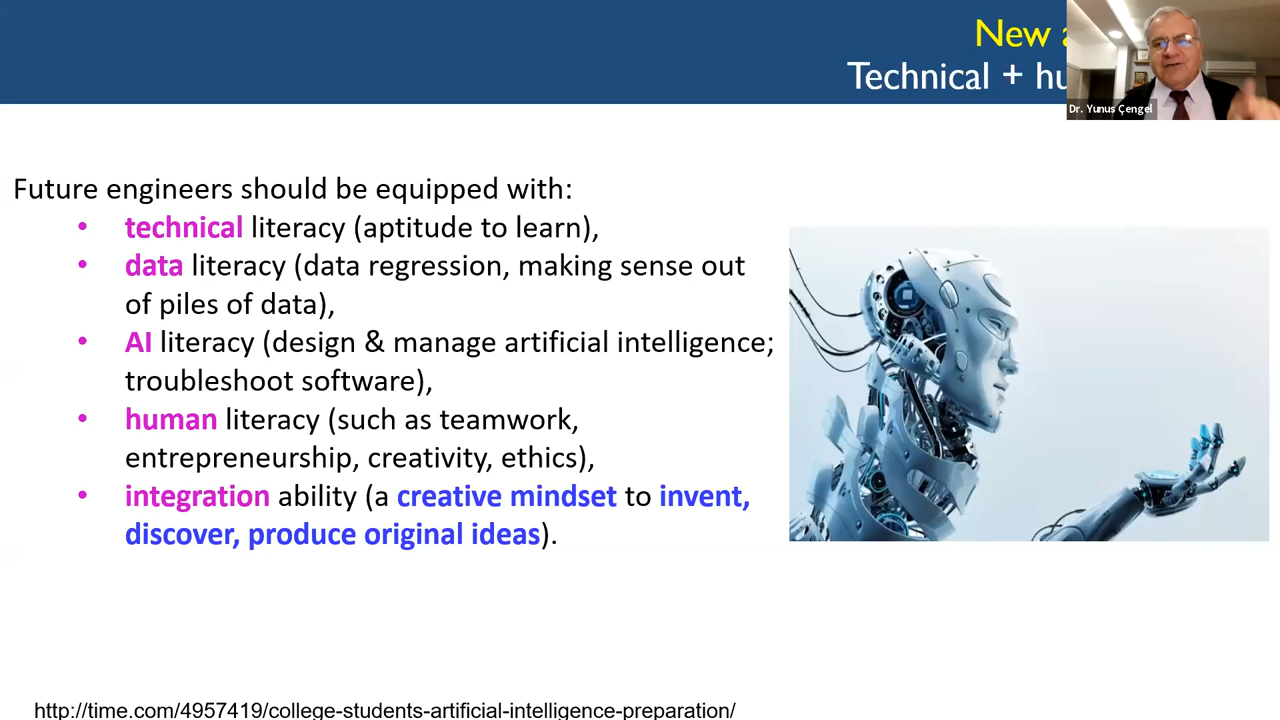 New
Technical + hu
Dr. Yunus Çengel
Future engineers should be equipped with:
• technical literacy (aptitude to learn),
• data literacy (data regression, making sense out
of piles of data),
• AI literacy (design & manage artificial intelligence;
troubleshoot software),
• human literacy (such as teamwork,
entrepreneurship, creativity, ethics),
• integration ability (a creative mindset to invent,
discover, produce original ideas).
http://time.com/4957419/college-students-artificial-intelligence-preparation/